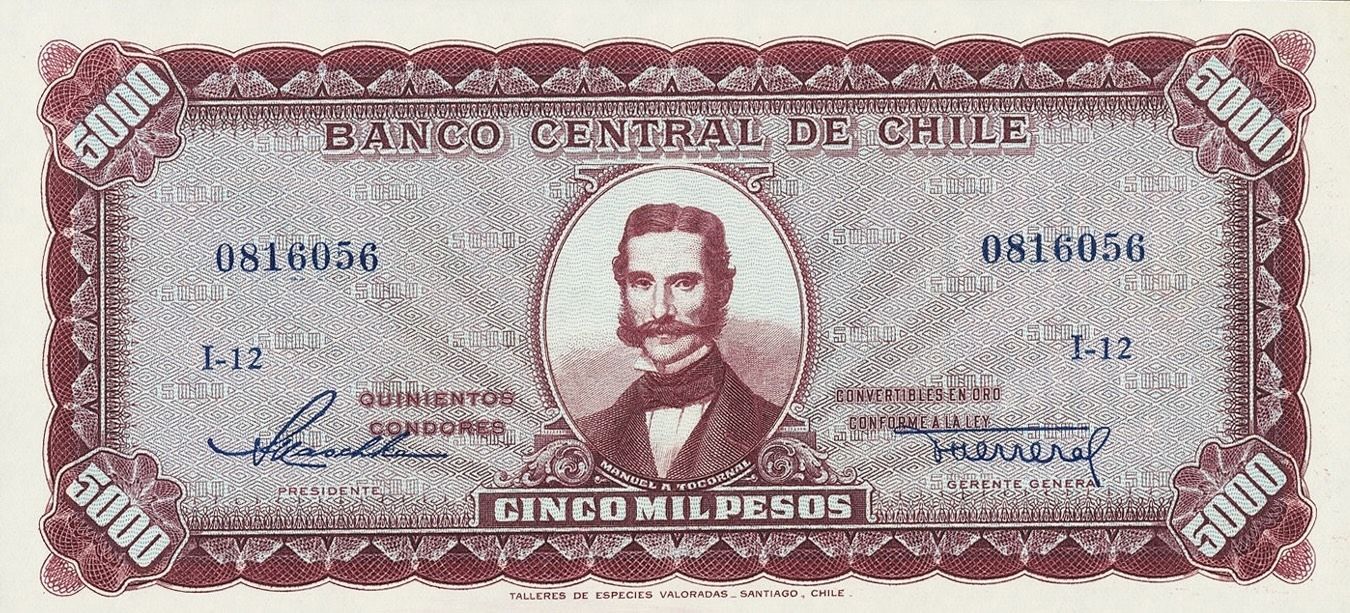 5000 5000
BANCO CENTRAL DE CHILE
0816056 0816056
I-12 I-12
QUINIENTOS
CONDORES
CONVERTIBLES EN ORO
CONFORME A LA LEY
PRESIDENTE
GERENTE GENERAL
MANUEL A. TOCORNAL
CINCO MIL PESOS
5000 5000
TALLERES DE ESPECIES VALORADAS _ SANTIAGO., CHILE.